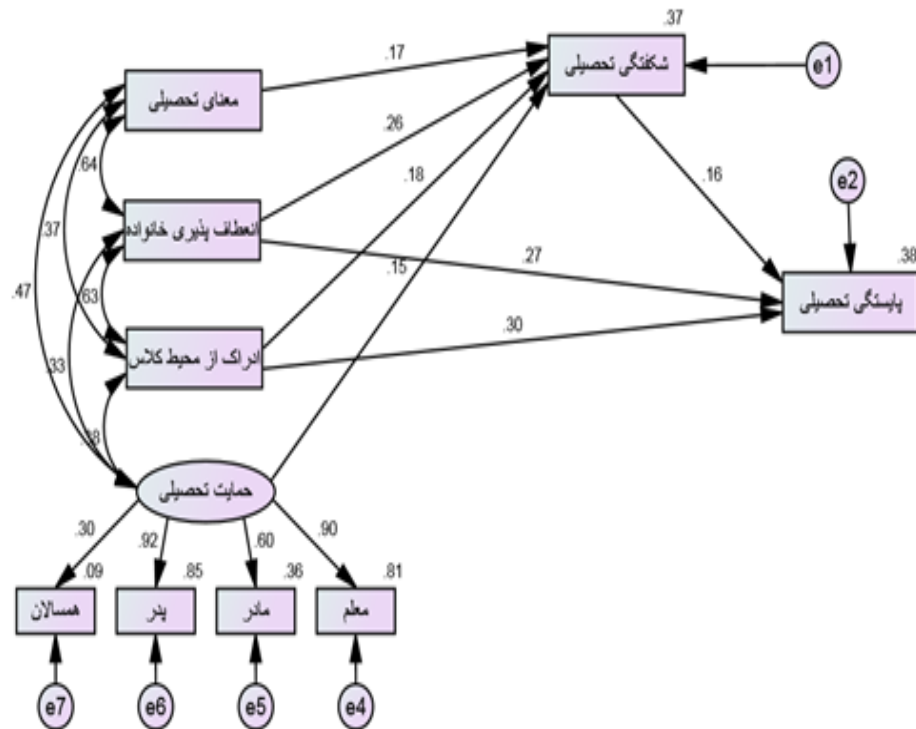 .37
شکفتگی تحصیلی
e1
.17
معنای تحصیلی
.26
.18
.16
e2
.64
.37
انعطاف پذیری خانواده
.27
.38
.15
پایستگی تحصیلی
.47
.63
.30
ادراک از محیط کلاس
.33
حمایت تحصیلی
.30
.92
.60
.90
.09
.85
.36
.81
همسالان
پدر
مادر
معلم
e7
e6
e5
e4